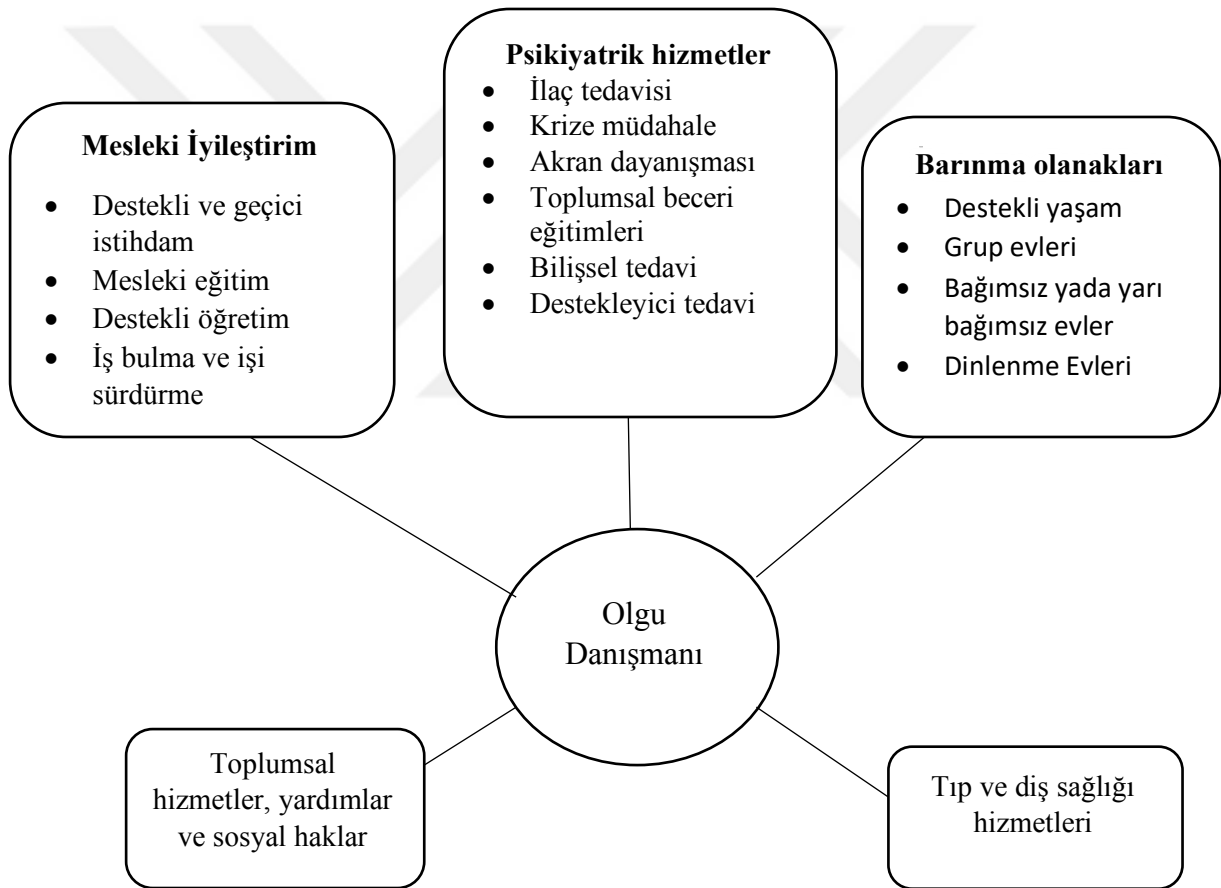 Mesleki İyileştirim
• Destekli ve geçici
istihdam
• Mesleki eğitim
• Destekli öğretim
• İş bulma ve işi
sürdürme
Psikiyatrik hizmetler
• İlaç tedavisi
• Krize müdahale
• Akran dayanışması
• Toplumsal beceri
eğitimleri
• Bilişsel tedavi
• Destekleyici tedavi
Barınma olanakları
• Destekli yaşam
• Grup evleri
• Bağımsız yada yarı
bağımsız evler
• Dinlenme Evleri
Olgu
Danışmanı
Toplumsal
hizmetler, yardımlar
ve sosyal haklar
Tıp ve diş sağlığı
hizmetleri